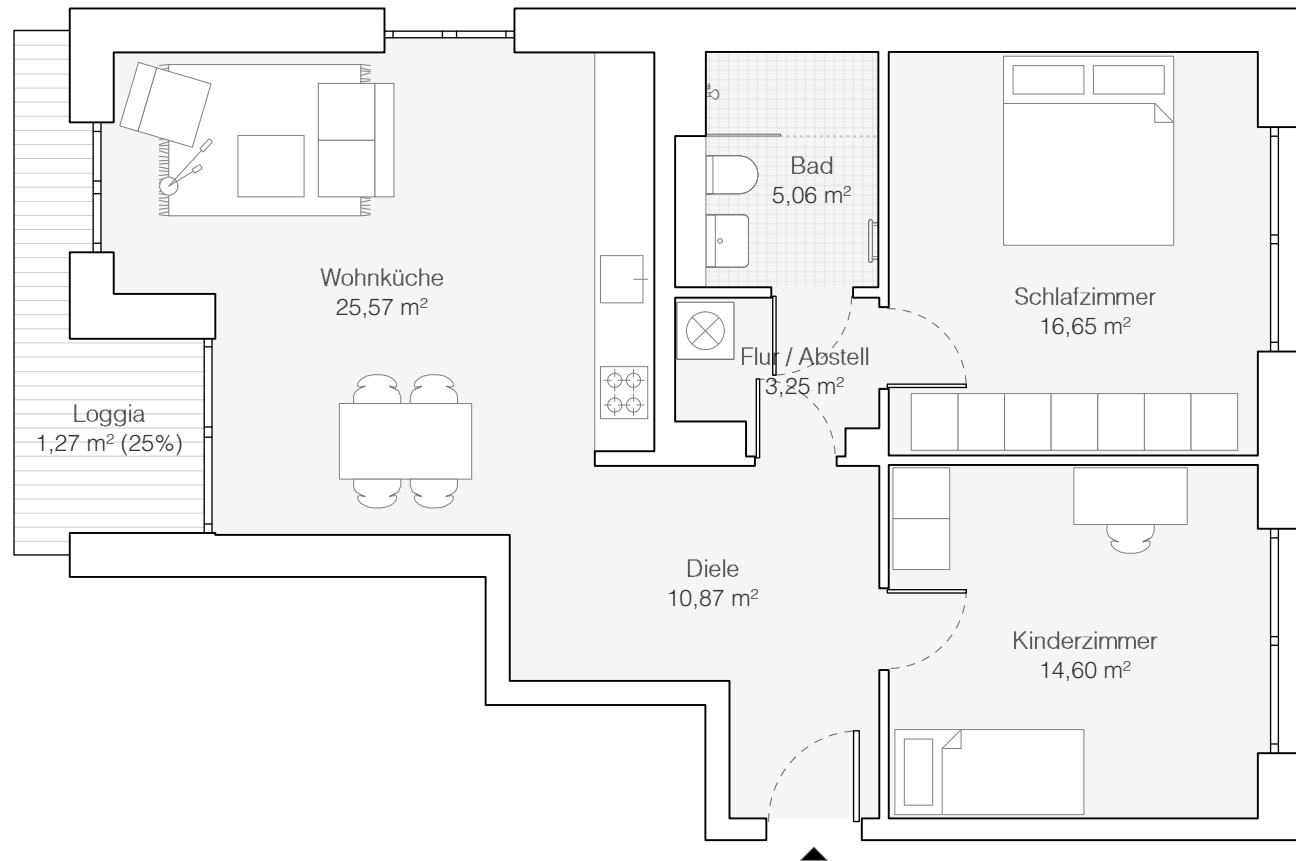 Bad
5,06 m²
Wohnküche
25,57 m²
Schlafzimmer
16,65 m²
Flur / Abstell
3,25 m²
Loggia
1,27 m² (25%)
Diele
10,87 m²
Kinderzimmer
14,60 m²